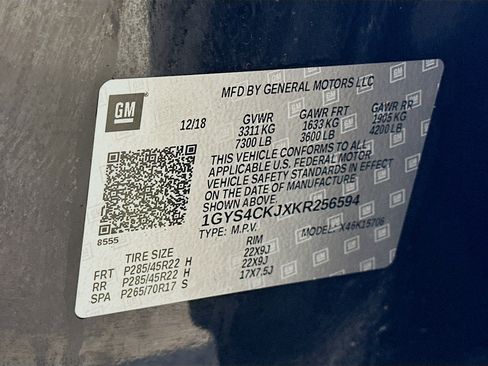 GM
MFD BY GENERAL MOTORS LLC
12/18 GVWR GAWR FRT GAWR RR
3311 KG 1633 KG 1905 KG
7300 LB 3600 LB 4200 LB
THIS VEHICLE CONFORMS TO ALL
APPLICABLE U.S. FEDERAL MOTOR
VEHICLE SAFETY STANDARDS IN EFFECT
ON THE DATE OF MANUFACTURE
SHOWN ABOVE.
1GYS4CKJXKR256594
TYPE: M.P.V. MODEL: X46K15706
8555
TIRE SIZE RIM
FRT P285/45R22 H 22X9J
RR P285/45R22 H 22X9J
SPA P265/70R17 S 17X7.5J